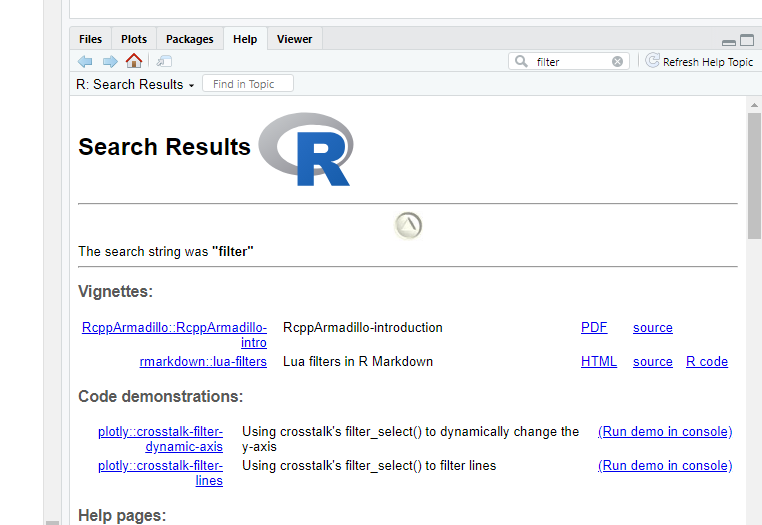 Files Plots Packages Help Viewer
filter Refresh Help Topic
R: Search Results Find in Topic
Search Results R
The search string was "filter"
Vignettes:
RcppArmadillo::RcppArmadillo-intro RcppArmadillo-introduction PDF source
rmarkdown::lua-filters Lua filters in R Markdown HTML source R code
Code demonstrations:
plotly::crosstalk-filter-dynamic-axis Using crosstalk's filter_select() to dynamically change the y-axis (Run demo in console)
plotly::crosstalk-filter-lines Using crosstalk's filter_select() to filter lines (Run demo in console)
Help pages: